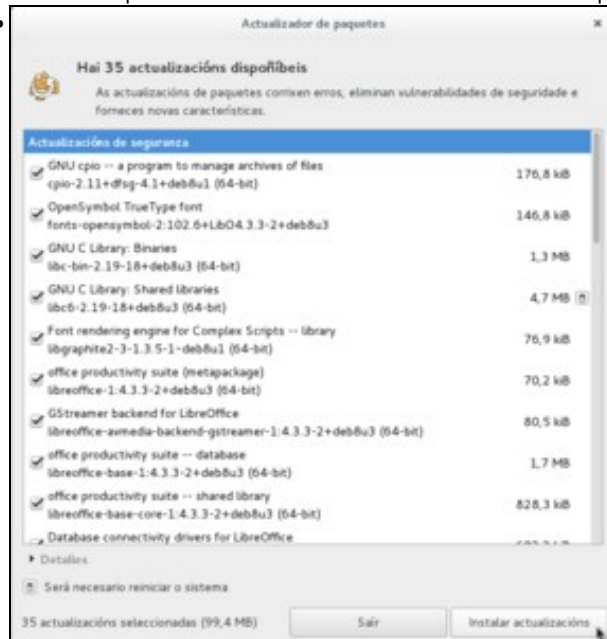 Actualizador de paquetes
Hai 35 actualizacións dispoñíbeis
As actualizacións de paquetes corrixen erros, eliminan vulnerabilidades de seguridade e
forneces novas características.
Actualizacións de seguranza
GNU cpio -- a program to manage archives of files
cpio-2.11+dfsg-4.1+deb8u1 (64-bit)
176,8 kiB
OpenSymbol TrueType font
fonts-opensymbol-2:102.6+LibO4.3.3-2+deb8u3
146,8 kiB
GNU C Library: Binaries
libc-bin-2.19-18+deb8u3 (64-bit)
1,3 MB
GNU C Library: Shared libraries
libc6-2.19-18+deb8u3 (64-bit)
4,7 MB
Font rendering engine for Complex Scripts -- library
libgraphite2-3-1.3.5-1~deb8u1 (64-bit)
76,9 kiB
office productivity suite (metapackage)
libreoffice-1:4.3.3-2+deb8u3 (64-bit)
70,2 kiB
GStreamer backend for LibreOffice
libreoffice-avmedia-backend-gstreamer-1:4.3.3-2+deb8u3 (64-bit)
80,5 kiB
office productivity suite -- database
libreoffice-base-1:4.3.3-2+deb8u3 (64-bit)
1,7 MB
office productivity suite -- shared library
libreoffice-base-core-1:4.3.3-2+deb8u3 (64-bit)
828,3 kiB
Database connectivity drivers for LibreOffice
Detalles
Será necesario reiniciar o sistema
35 actualizacións seleccionadas (99,4 MB)
Saír
Instalar actualizacións